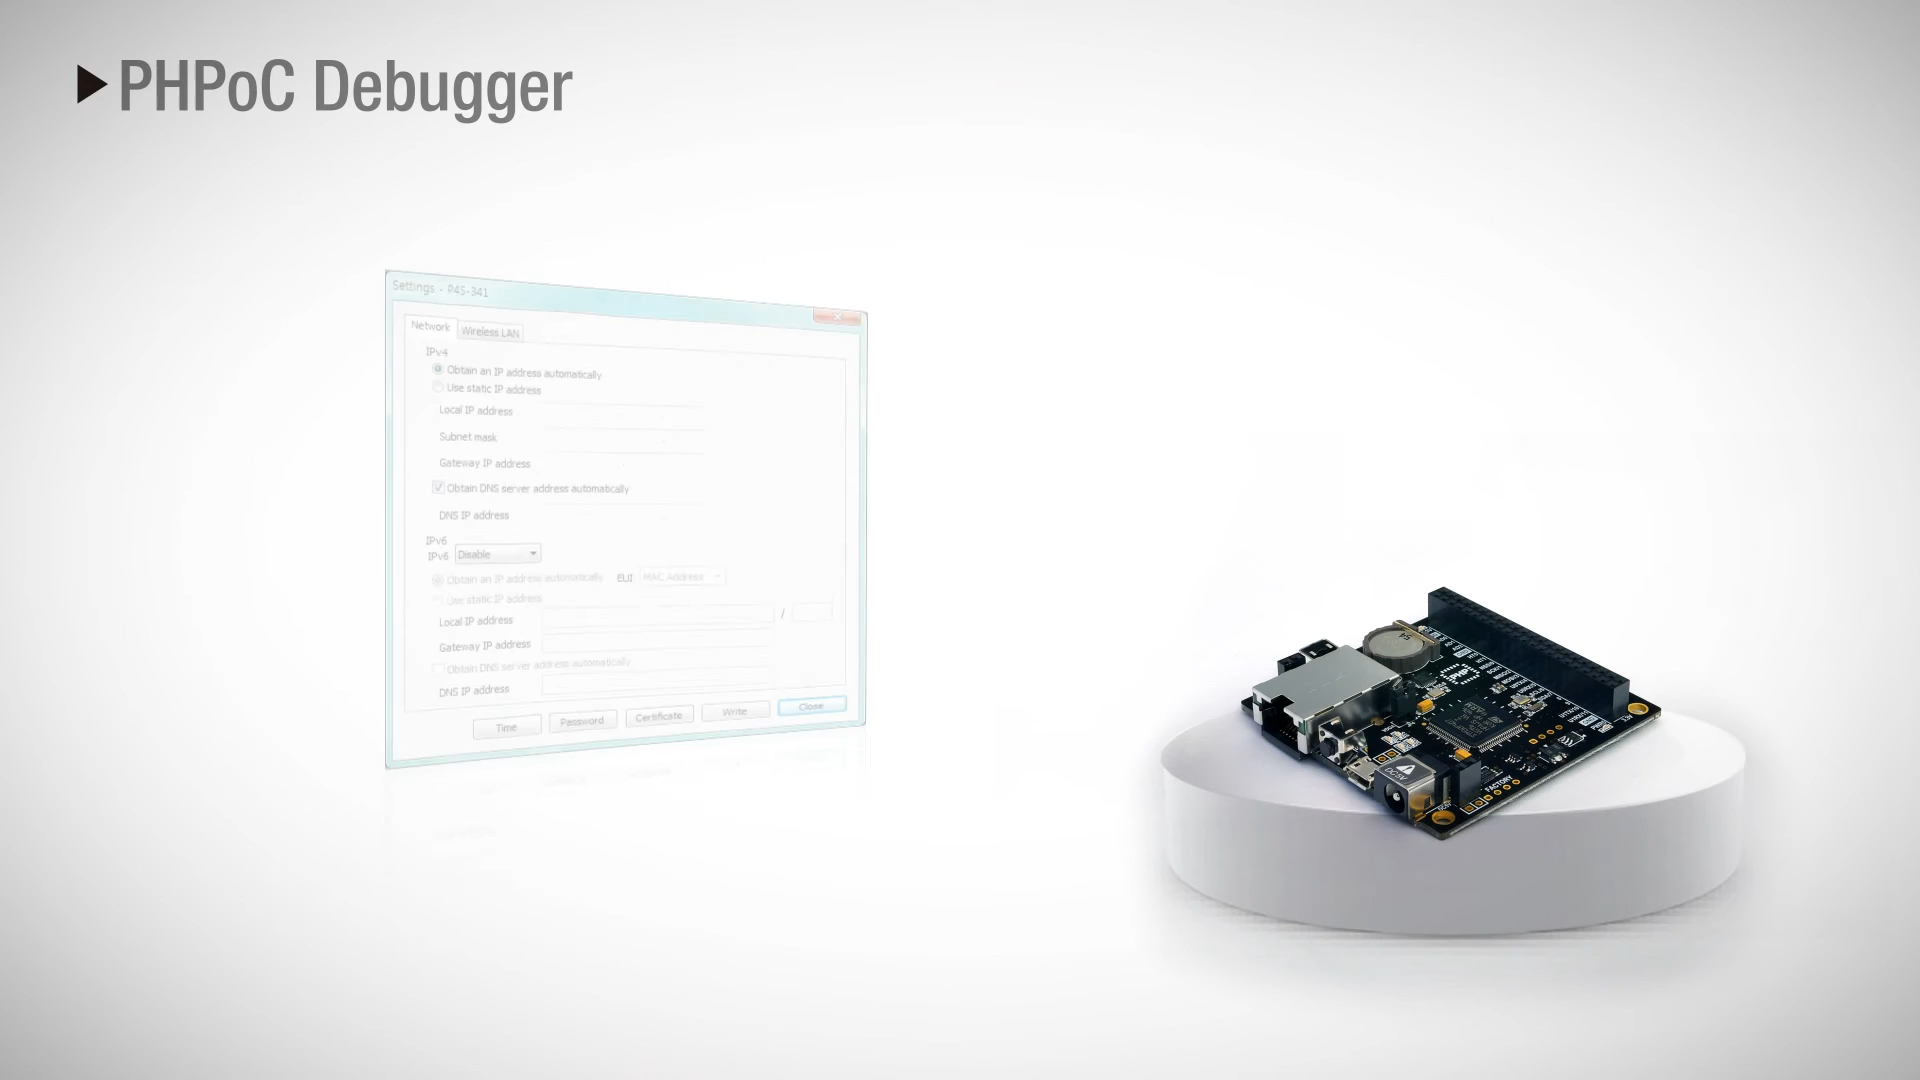 PHPoC Debugger
Settings - P4S-341
Network Wireless LAN
IPv4
Obtain an IP address automatically
Use static IP address
Local IP address
Subnet mask
Gateway IP address
Obtain DNS server address automatically
DNS IP address
IPv6
IPv6 Disable
Obtain an IP address automatically EUI MAC Address
Use static IP address
Local IP address /
Gateway IP address
Obtain DNS server address automatically
DNS IP address
Time Password Certificate Write Close
PHP
DC5V
FACTORY